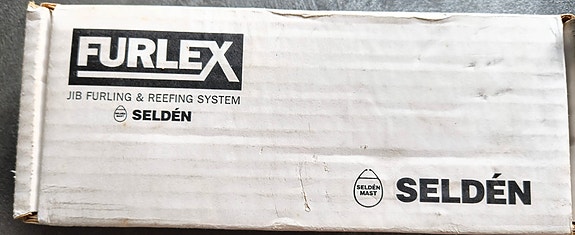 FURLEX
JIB FURLING & REEFING SYSTEM
SELDÉN
SELDÉN
MAST
SELDÉN